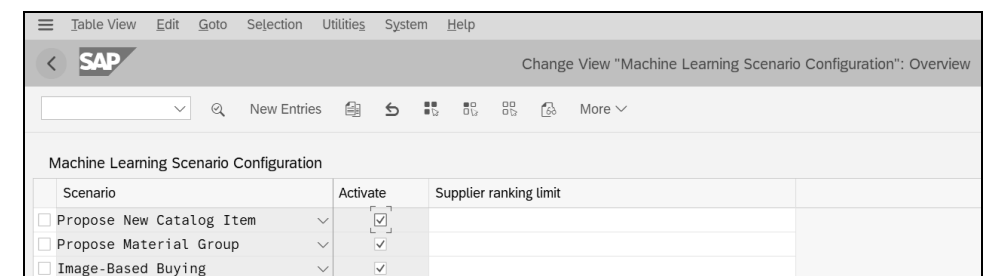 Table View Edit Goto Selection Utilities System Help
SAP Change View "Machine Learning Scenario Configuration": Overview
New Entries More
Machine Learning Scenario Configuration
Scenario Activate Supplier ranking limit
Propose New Catalog Item
Propose Material Group
Image-Based Buying